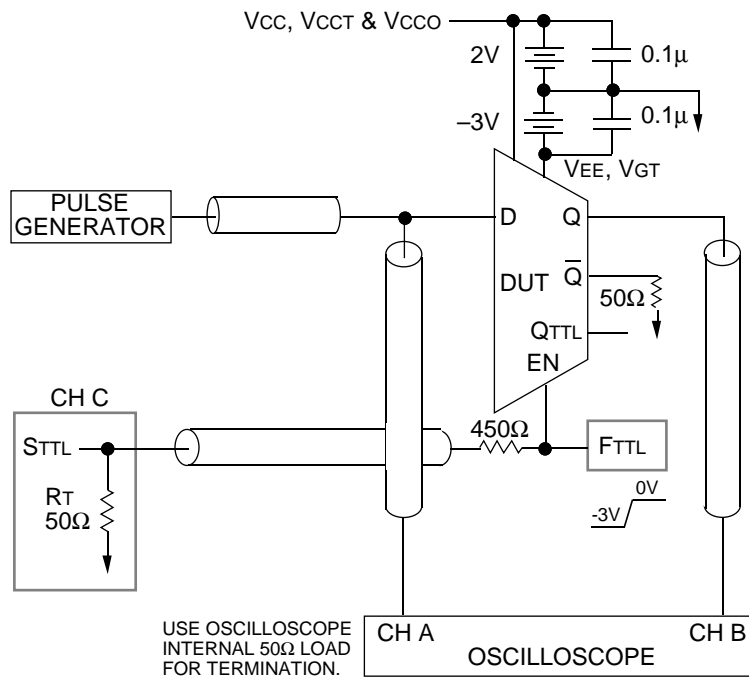 VCC, VCCT & VCCO
2V
0.1µ
–3V
0.1µ
VEE, VGT
PULSE
GENERATOR
D
Q
DUT
Q̅
50Ω
QTTL
EN
CH C
STTL
450Ω
FTTL
RT
50Ω
0V
-3V
USE OSCILLOSCOPE
INTERNAL 50Ω LOAD
FOR TERMINATION.
CH A
CH B
OSCILLOSCOPE